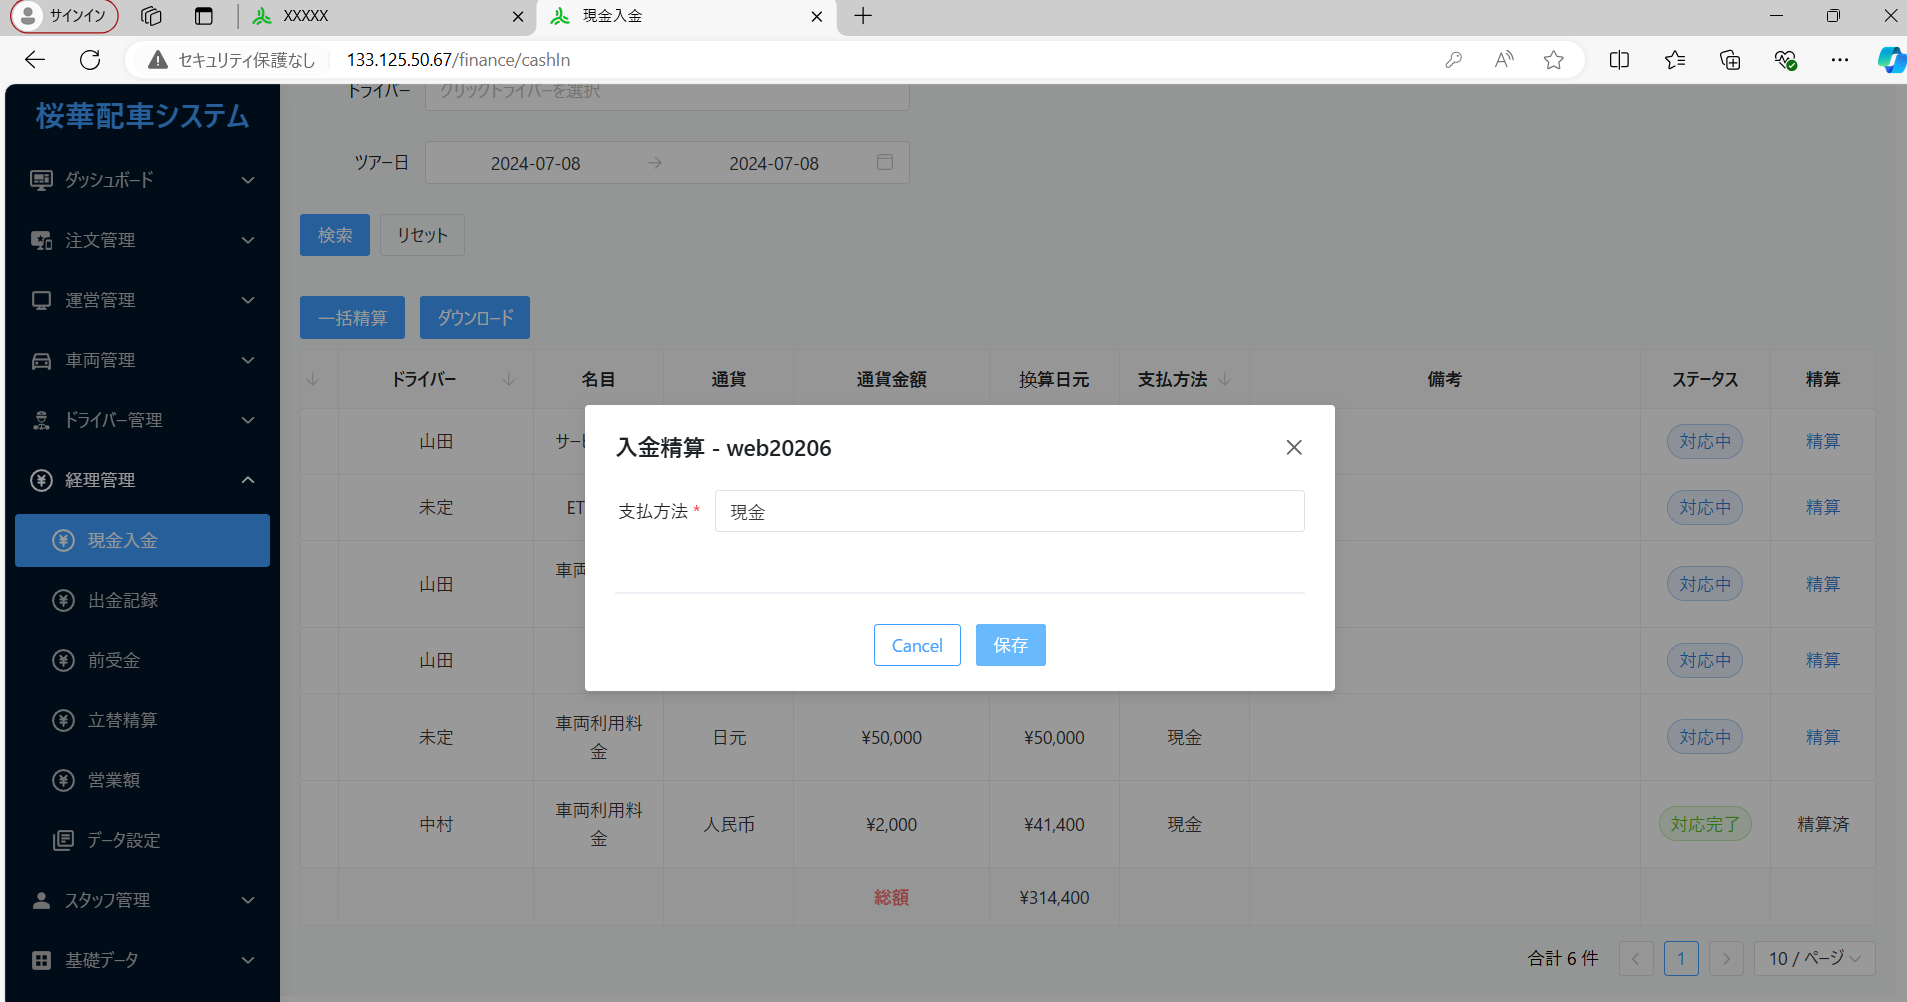 サインイン
XXXXX
現金入金
セキュリティ保護なし
133.125.50.67/finance/cashIn
桜華配車システム
ダッシュボード
注文管理
運営管理
車両管理
ドライバー管理
経理管理
現金入金
出金記録
前受金
立替精算
営業額
データ設定
スタッフ管理
基礎データ
ドライバー クリックドライバーを選択
ツアー日 2024-07-08 → 2024-07-08
検索 リセット
一括精算 ダウンロード
ドライバー 名目 通貨 通貨金額 換算日元 支払方法 備考 ステータス 精算
山田 サービ 対応中 精算
未定 ET 対応中 精算
山田 車両 対応中 精算
山田 対応中 精算
未定 車両利用料金 日元 ¥50,000 ¥50,000 現金 対応中 精算
中村 車両利用料金 人民币 ¥2,000 ¥41,400 現金 対応完了 精算済
総額 ¥314,400
合計 6 件 1 10 / ページ
入金精算 - web20206
支払方法 * 現金
Cancel 保存